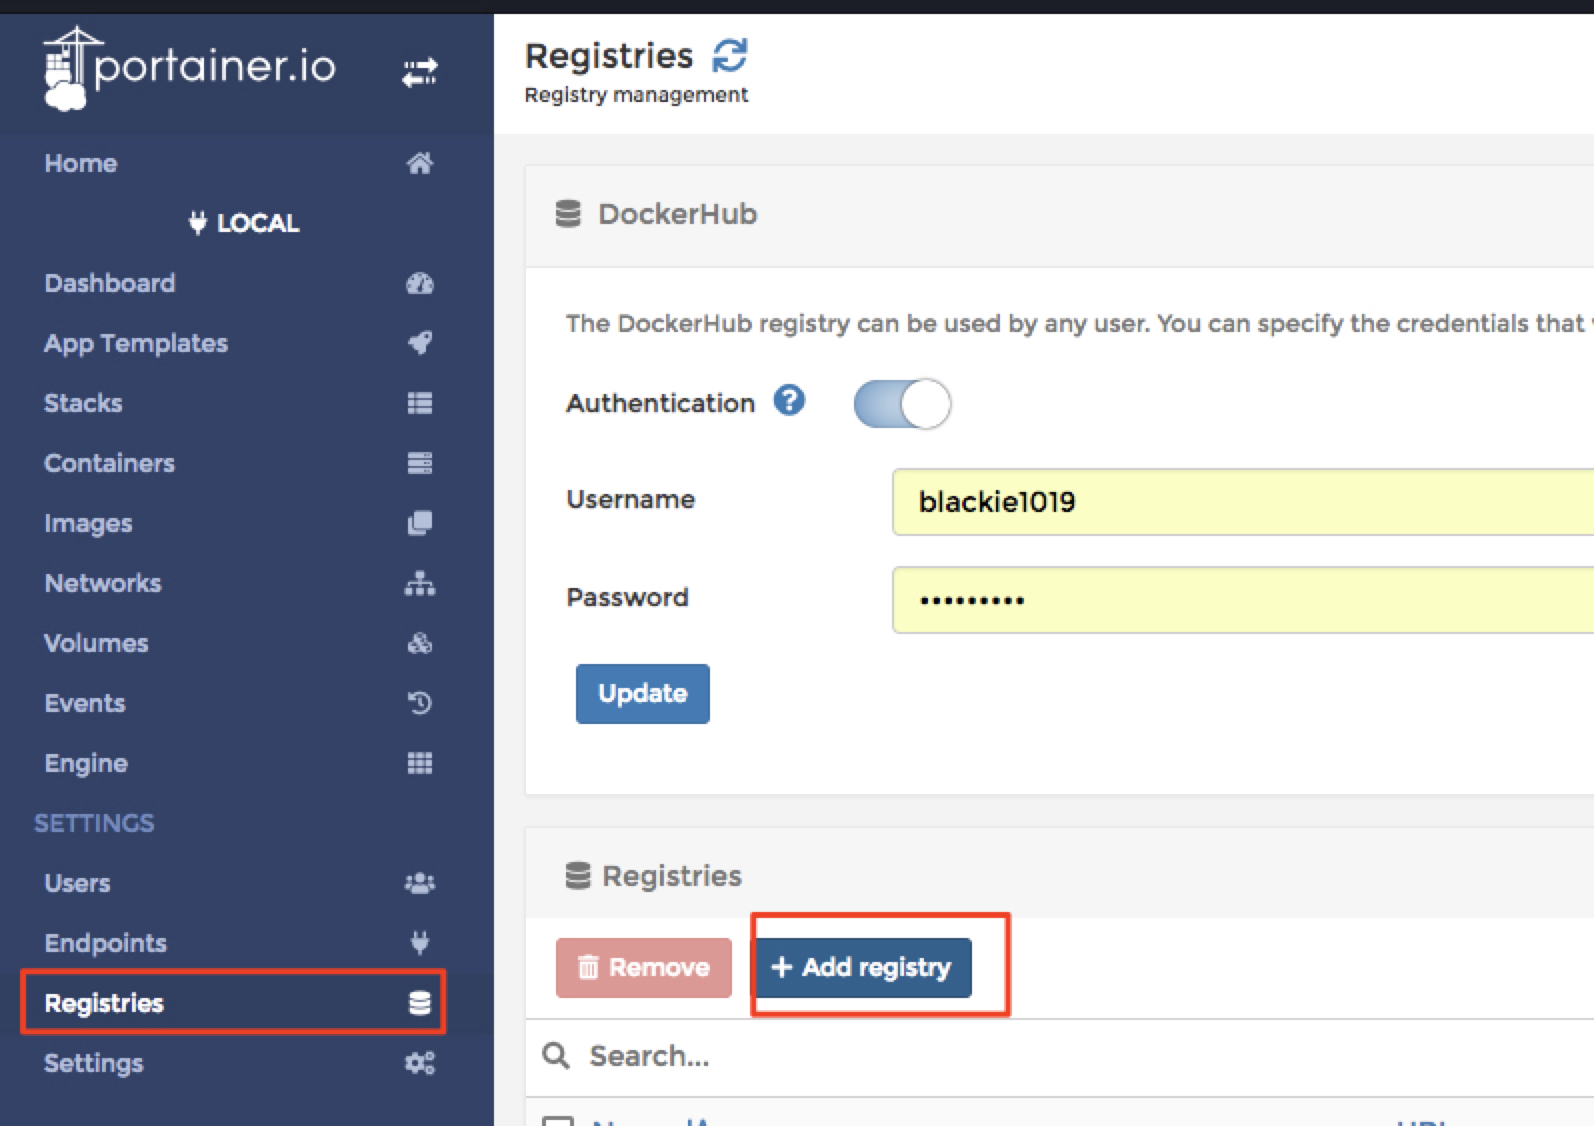 portainer.io
Home
LOCAL
Dashboard
App Templates
Stacks
Containers
Images
Networks
Volumes
Events
Engine
SETTINGS
Users
Endpoints
Registries
Settings
Registries
Registry management
DockerHub
The DockerHub registry can be used by any user. You can specify the credentials that
Authentication
Username
blackie1019
Password
•••••••••
Update
Registries
Remove
+ Add registry
Search...